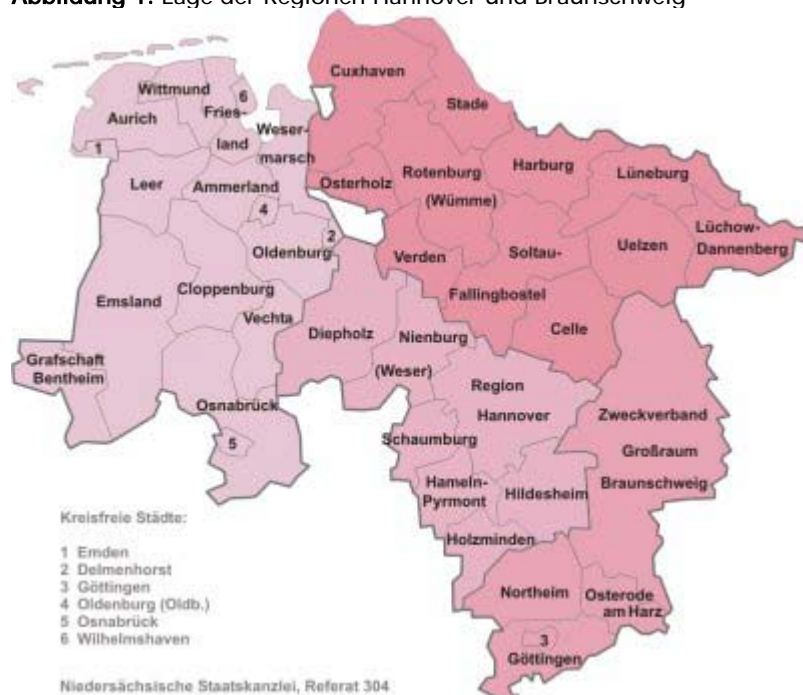 Abbildung 1: Lage der Regionen Hannover und Braunschweig
Cuxhaven
Stade
Wittmund
6
Aurich
Fries-
land
Weser-
marsch
1
Leer
Ammerland
4
Osterholz
Rotenburg
(Wümme)
Harburg
Lüneburg
2
Oldenburg
Lüchow-
Dannenberg
Verden
Soltau-
Uelzen
Emsland
Cloppenburg
Fallingbostel
Vechta
Diepholz
Nienburg
Celle
Grafschaft
Bentheim
(Weser)
Region
Hannover
Osnabrück
5
Schaumburg
Zweckverband
Großraum
Braunschweig
Hameln-
Pyrmont
Hildesheim
Holzminden
Northeim
Osterode
am Harz
3
Göttingen
Kreisfreie Städte:
1 Emden
2 Delmenhorst
3 Göttingen
4 Oldenburg (Oldb.)
5 Osnabrück
6 Wilhelmshaven
Niedersächsische Staatskanzlei, Referat 304